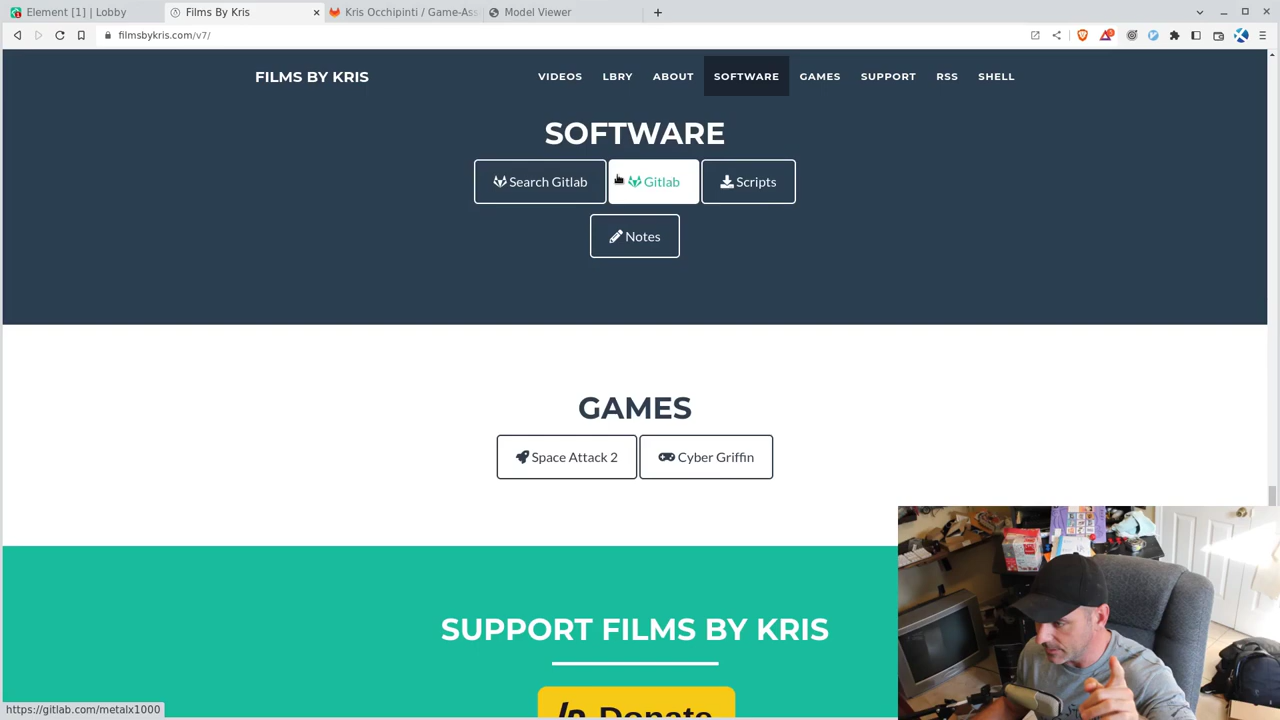 Element [1] | Lobby
Films By Kris
Kris Occhipinti / Game-Ass
Model Viewer
filmsbykris.com/v7/
FILMS BY KRIS
VIDEOS
LBRY
ABOUT
SOFTWARE
GAMES
SUPPORT
RSS
SHELL
SOFTWARE
Search Gitlab
Gitlab
Scripts
Notes
GAMES
Space Attack 2
Cyber Griffin
SUPPORT FILMS BY KRIS
Donate
https://gitlab.com/metalx1000